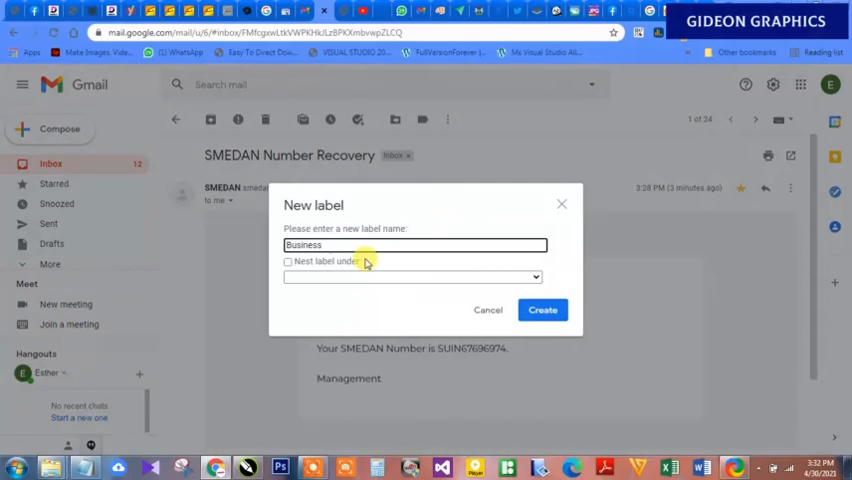 GIDEON GRAPHICS
mail.google.com/mail/u/6/#inbox/FMfcgxwLtkVWPKHkJzBPKXmbvwpZLCQ
Apps Make Images. Video... (1) WhatsApp Easy To Direct Down... VISUAL STUDIO 20... FullVersionForever |... Ms Visual Studio All... Other bookmarks Reading list
Gmail
Search mail
E
Compose
1 of 24
Inbox 12
SMEDAN Number Recovery Inbox ×
Starred
SMEDAN 3:28 PM (3 minutes ago)
to me
Snoozed
Sent
Drafts
More
New label
Please enter a new label name:
Business
Nest label under
Cancel Create
Meet
New meeting
Join a meeting
Your SMEDAN Number is SUIN67696974.
Management
Hangouts
E Esther
No recent chats
Start a new one
3:32 PM
4/30/2021